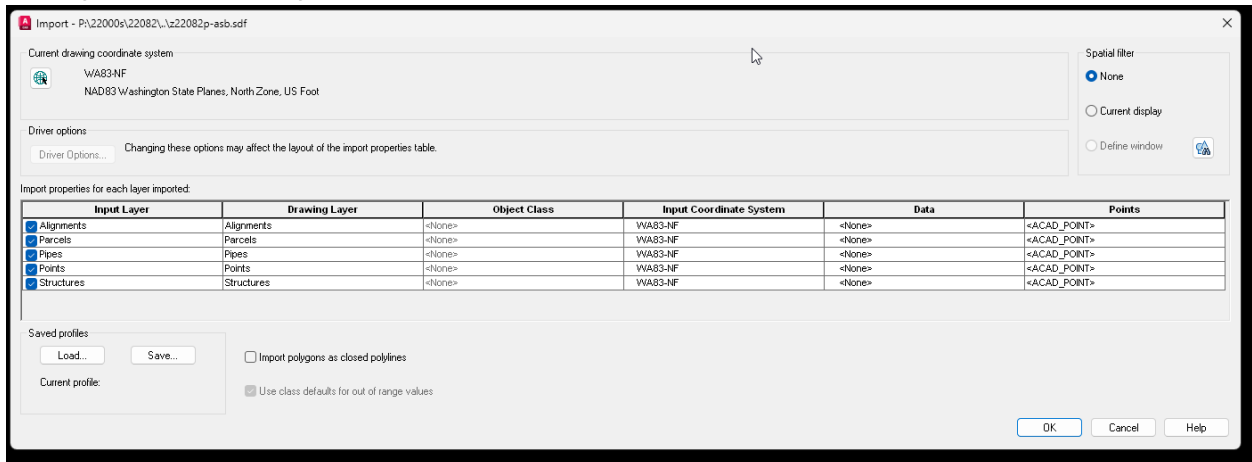 Import - P:\22000s\22082\..\z22082p-asb.sdf
Current drawing coordinate system
WA83-NF
NAD83 Washington State Planes, North Zone, US Foot
Spatial filter
None
Current display
Define window
Driver options
Driver Options...
Changing these options may affect the layout of the import properties table.
Import properties for each layer imported:
Input Layer Drawing Layer Object Class Input Coordinate System Data Points
Alignments Alignments <None> WA83-NF <None> <ACAD_POINT>
Parcels Parcels <None> WA83-NF <None> <ACAD_POINT>
Pipes Pipes <None> WA83-NF <None> <ACAD_POINT>
Points Points <None> WA83-NF <None> <ACAD_POINT>
Structures Structures <None> WA83-NF <None> <ACAD_POINT>
Saved profiles
Load... Save...
Current profile:
Import polygons as closed polylines
Use class defaults for out of range values
OK Cancel Help